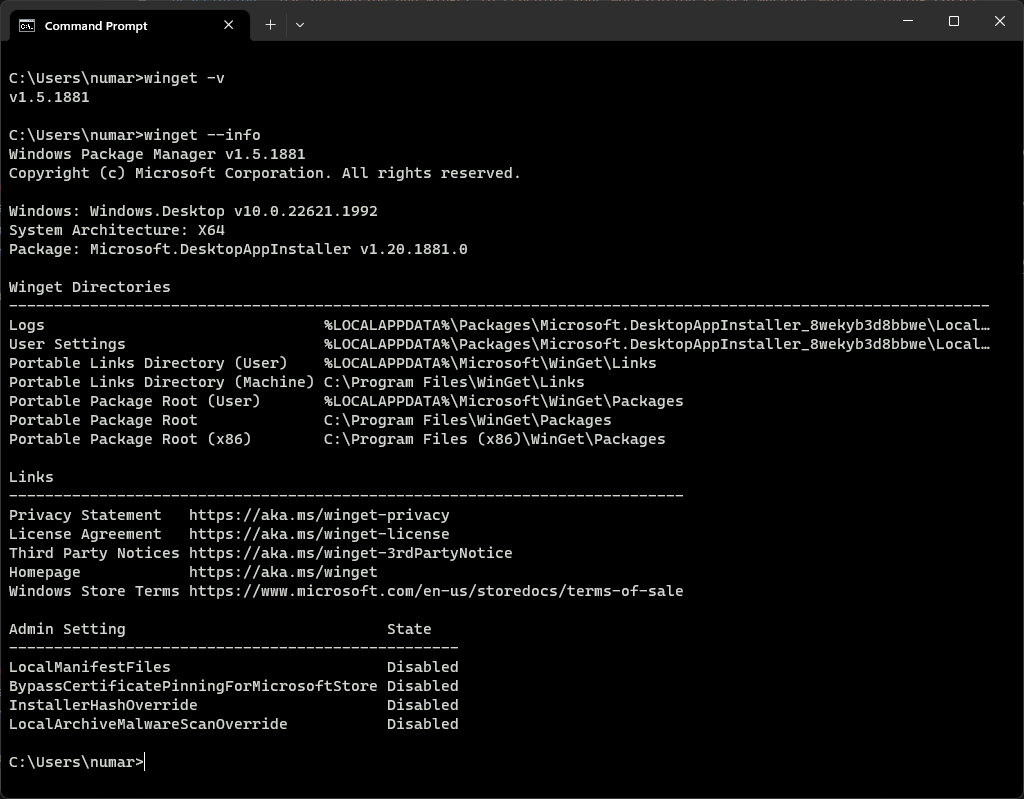 Command Prompt
C:\Users\numar>winget -v
v1.5.1881
C:\Users\numar>winget --info
Windows Package Manager v1.5.1881
Copyright (c) Microsoft Corporation. All rights reserved.
Windows: Windows.Desktop v10.0.22621.1992
System Architecture: X64
Package: Microsoft.DesktopAppInstaller v1.20.1881.0
Winget Directories
Logs %LOCALAPPDATA%\Packages\Microsoft.DesktopAppInstaller_8wekyb3d8bbwe\Local…
User Settings %LOCALAPPDATA%\Packages\Microsoft.DesktopAppInstaller_8wekyb3d8bbwe\Local…
Portable Links Directory (User) %LOCALAPPDATA%\Microsoft\WinGet\Links
Portable Links Directory (Machine) C:\Program Files\WinGet\Links
Portable Package Root (User) %LOCALAPPDATA%\Microsoft\WinGet\Packages
Portable Package Root C:\Program Files\WinGet\Packages
Portable Package Root (x86) C:\Program Files (x86)\WinGet\Packages
Links
Privacy Statement https://aka.ms/winget-privacy
License Agreement https://aka.ms/winget-license
Third Party Notices https://aka.ms/winget-3rdPartyNotice
Homepage https://aka.ms/winget
Windows Store Terms https://www.microsoft.com/en-us/storedocs/terms-of-sale
Admin Setting State
LocalManifestFiles Disabled
BypassCertificatePinningForMicrosoftStore Disabled
InstallerHashOverride Disabled
LocalArchiveMalwareScanOverride Disabled
C:\Users\numar>